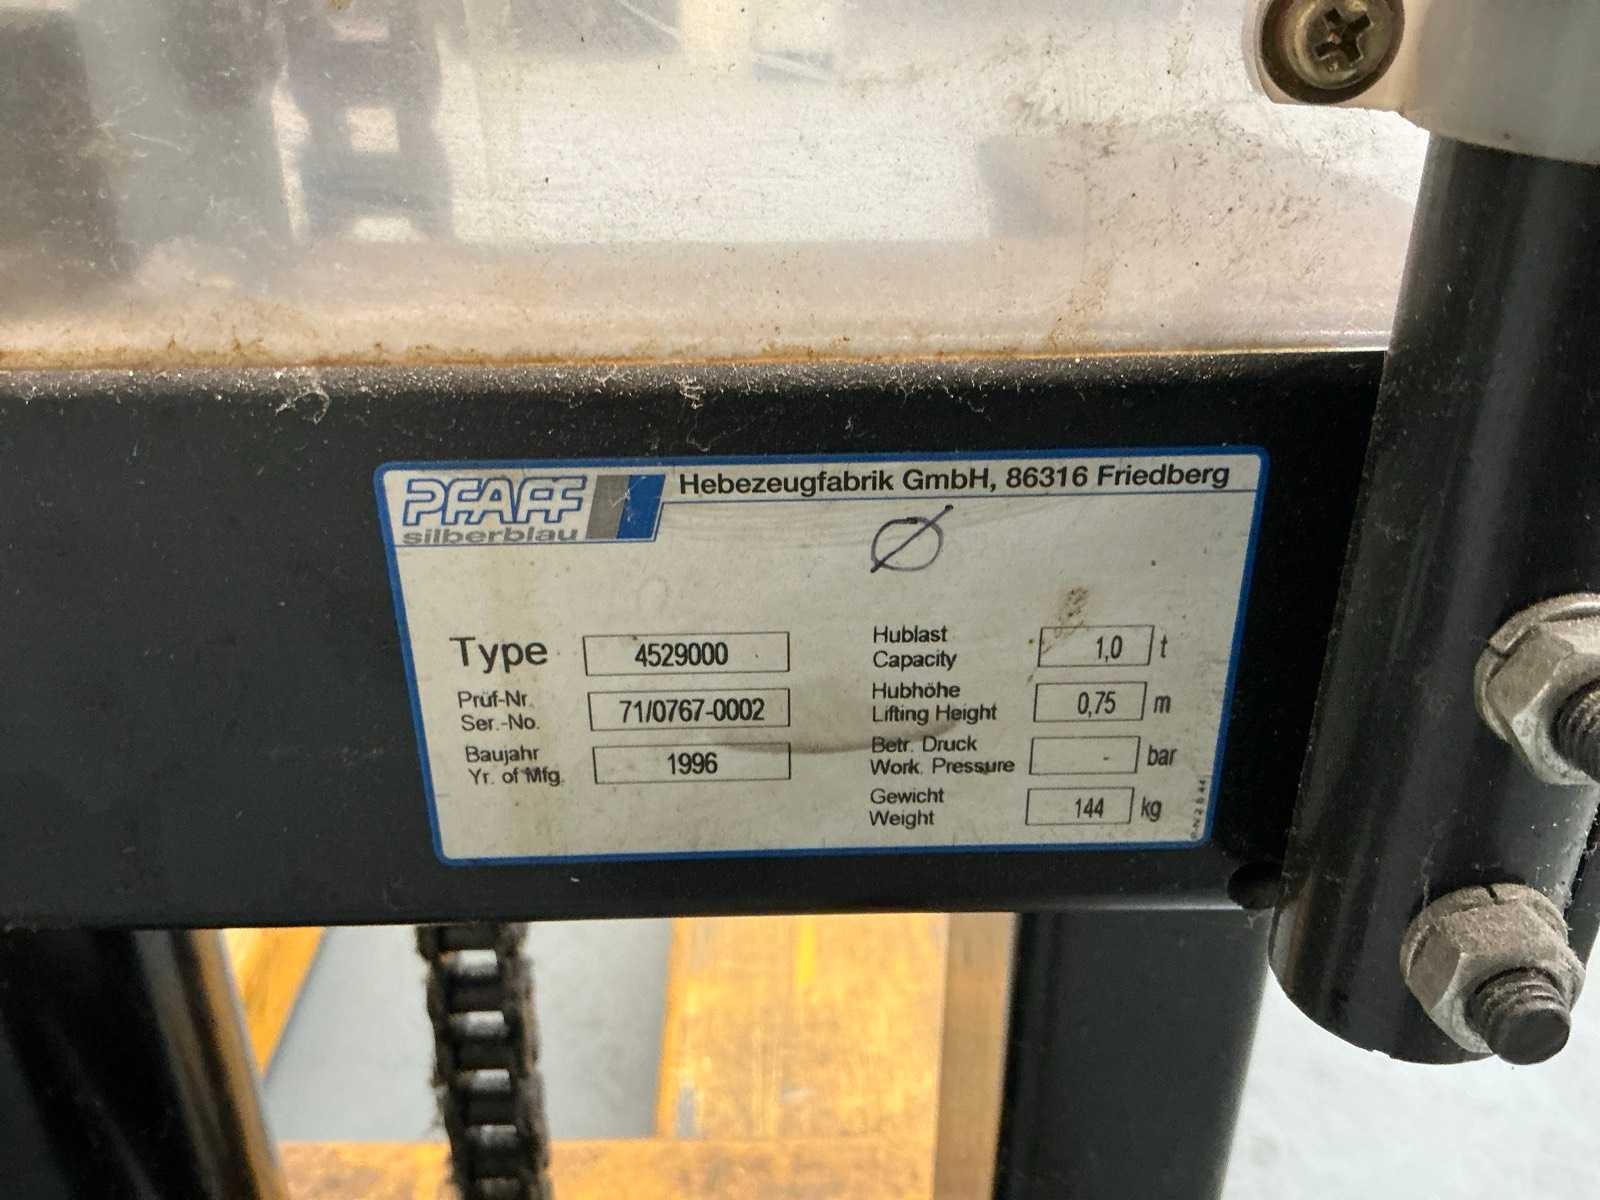 PFAFF
silberblau
Hebezeugfabrik GmbH, 86316 Friedberg
Type 4529000
Prüf-Nr.
Ser.-No. 71/0767-0002
Baujahr
Yr. of Mfg. 1996
Hublast
Capacity 1,0 t
Hubhöhe
Lifting Height 0,75 m
Betr. Druck
Work. Pressure - bar
Gewicht
Weight 144 kg